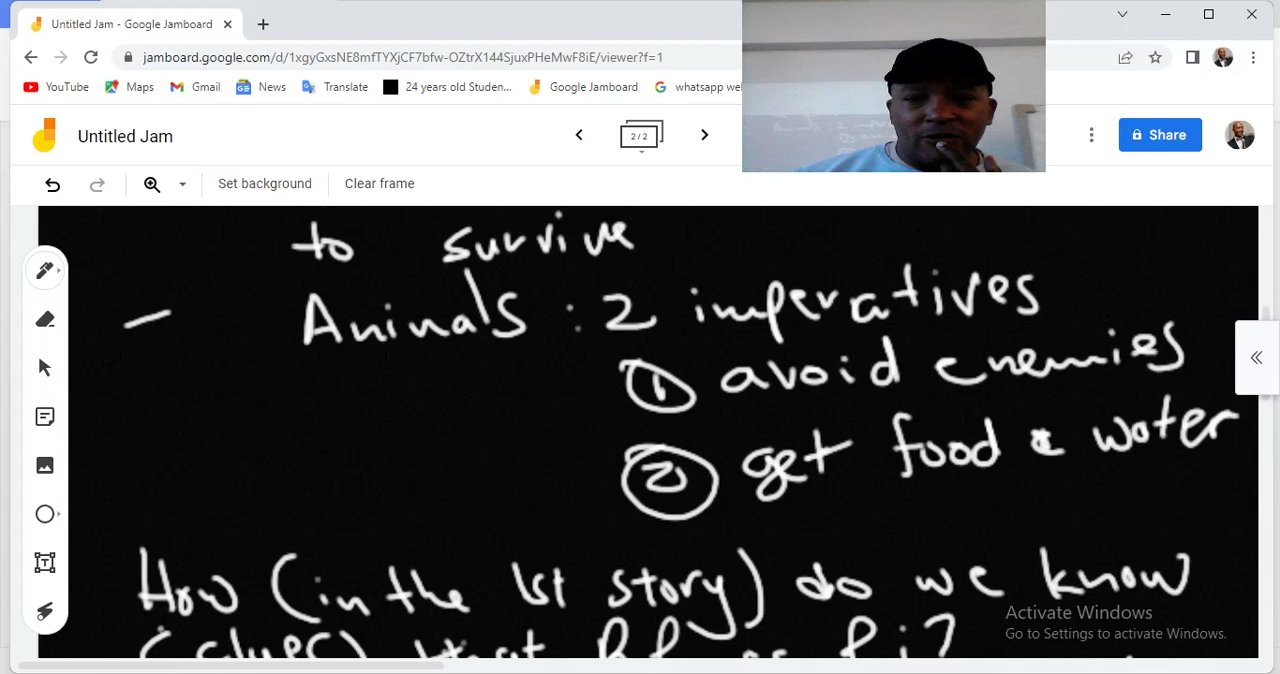 Untitled Jam - Google Jamboard
jamboard.google.com/d/1xgyGxsNE8mfTYXjCF7bfw-OZtrX144SjuxPHeMwF8iE/viewer?f=1
YouTube Maps Gmail News Translate 24 years old Studen... Google Jamboard whatsapp we
Untitled Jam
2/2
Share
Set background Clear frame
to survive
- Animals : 2 imperatives
① avoid enemies
② get food & water
How (in the 1st story) do we know
(clues) that
Activate Windows
Go to Settings to activate Windows.